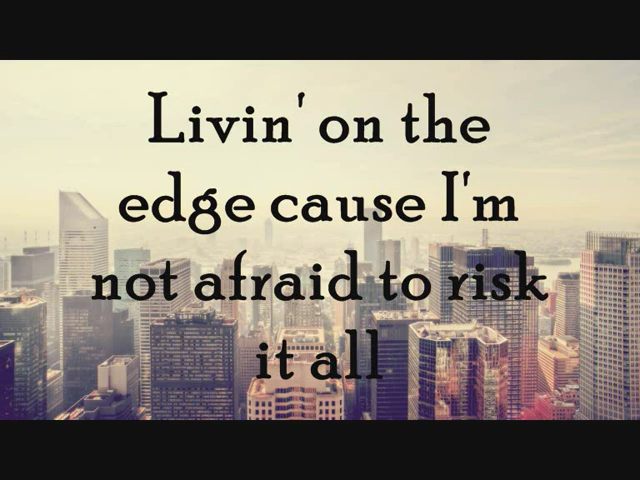 Livin' on the
edge cause I'm
not afraid to risk
it all